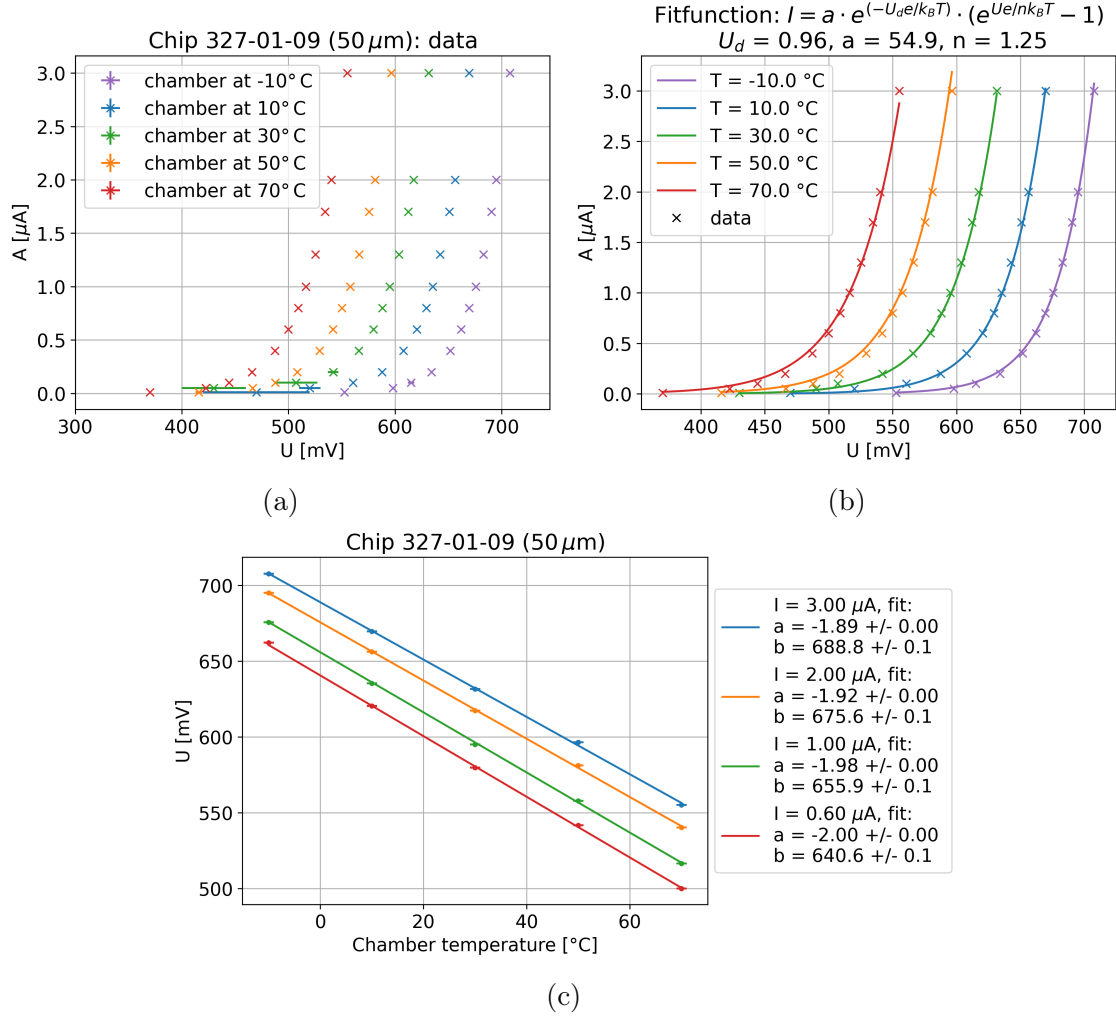 Chip 327-01-09 (50 μm): data
chamber at -10° C
chamber at 10° C
chamber at 30° C
chamber at 50° C
chamber at 70° C
A [μA]
3.0
2.5
2.0
1.5
1.0
0.5
0.0
300 400 500 600 700
U [mV]
(a)
Fitfunction: I = a · e^(−U_d e/k_B T) · (e^{Ue/nk_B T} − 1)
U_d = 0.96, a = 54.9, n = 1.25
T = -10.0 °C
T = 10.0 °C
T = 30.0 °C
T = 50.0 °C
T = 70.0 °C
data
A [μA]
3.0
2.5
2.0
1.5
1.0
0.5
0.0
400 450 500 550 600 650 700
U [mV]
(b)
Chip 327-01-09 (50 μm)
U [mV]
700
650
600
550
500
0 20 40 60
Chamber temperature [°C]
I = 3.00 μA, fit:
a = -1.89 +/- 0.00
b = 688.8 +/- 0.1
I = 2.00 μA, fit:
a = -1.92 +/- 0.00
b = 675.6 +/- 0.1
I = 1.00 μA, fit:
a = -1.98 +/- 0.00
b = 655.9 +/- 0.1
I = 0.60 μA, fit:
a = -2.00 +/- 0.00
b = 640.6 +/- 0.1
(c)